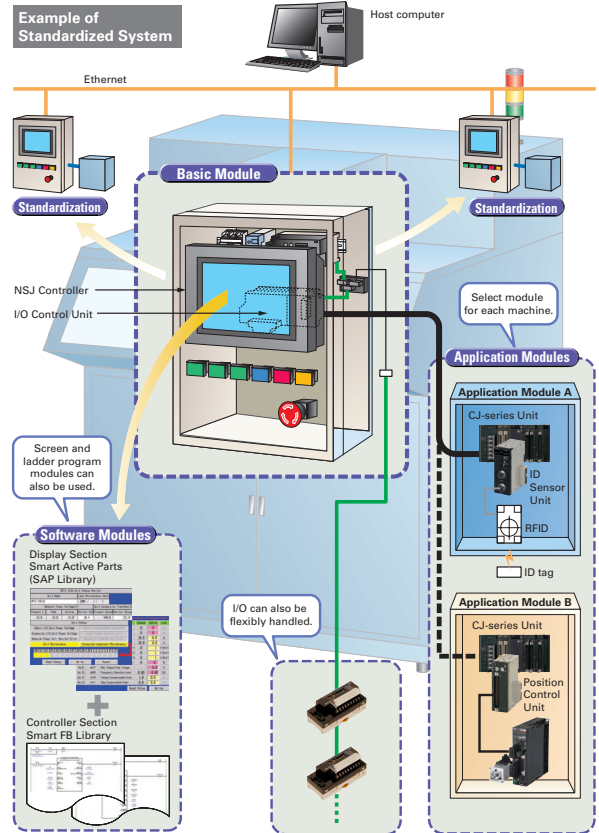 Example of
Standardized System
Host computer
Ethernet
Basic Module
Standardization
Standardization
NSJ Controller
I/O Control Unit
Select module
for each machine.
Application Modules
Application Module A
CJ-series Unit
ID
Sensor
Unit
RFID
ID tag
Screen and
ladder program
modules can
also be used.
Software Modules
Display Section
Smart Active Parts
(SAP Library)
Controller Section
Smart FB Library
I/O can also be
flexibly handled.
Application Module B
CJ-series Unit
Position
Control
Unit